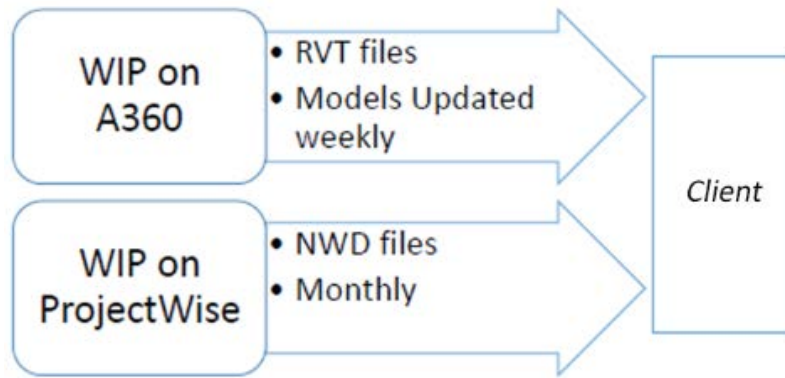 WIP on
A360
• RVT files
• Models Updated
weekly
Client
WIP on
ProjectWise
• NWD files
• Monthly